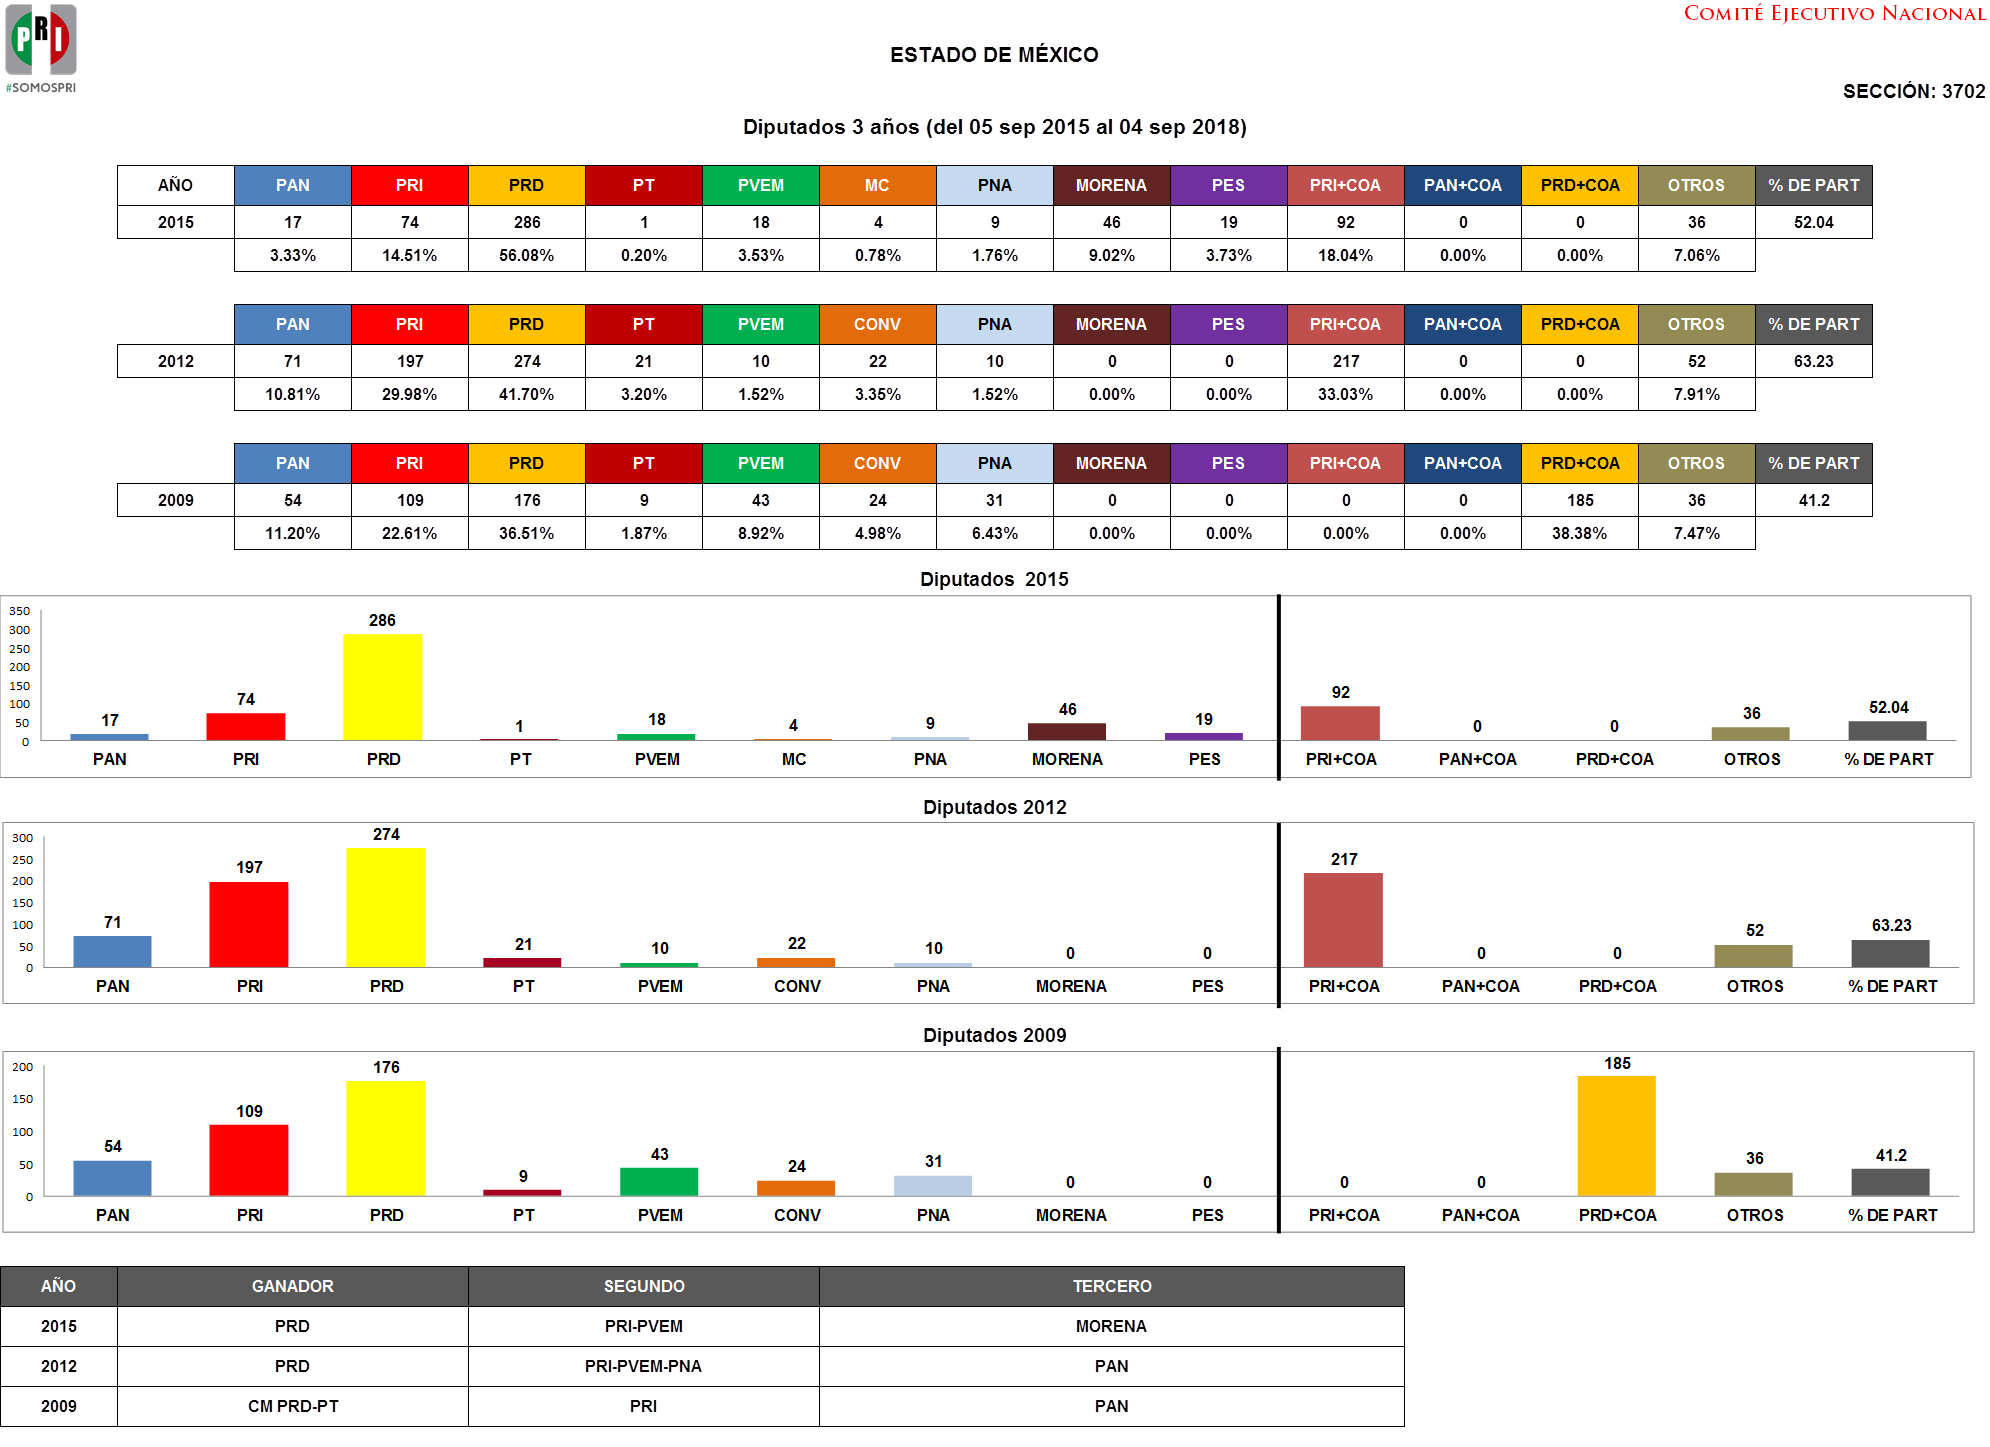 COMITÉ EJECUTIVO NACIONAL
PRI
#SOMOSPRI
ESTADO DE MÉXICO
SECCIÓN: 3702
Diputados 3 años (del 05 sep 2015 al 04 sep 2018)
AÑO PAN PRI PRD PT PVEM MC PNA MORENA PES PRI+COA PAN+COA PRD+COA OTROS % DE PART
2015 17 74 286 1 18 4 9 46 19 92 0 0 36 52.04
3.33% 14.51% 56.08% 0.20% 3.53% 0.78% 1.76% 9.02% 3.73% 18.04% 0.00% 0.00% 7.06%
PAN PRI PRD PT PVEM CONV PNA MORENA PES PRI+COA PAN+COA PRD+COA OTROS % DE PART
2012 71 197 274 21 10 22 10 0 0 217 0 0 52 63.23
10.81% 29.98% 41.70% 3.20% 1.52% 3.35% 1.52% 0.00% 0.00% 33.03% 0.00% 0.00% 7.91%
PAN PRI PRD PT PVEM CONV PNA MORENA PES PRI+COA PAN+COA PRD+COA OTROS % DE PART
2009 54 109 176 9 43 24 31 0 0 0 0 185 36 41.2
11.20% 22.61% 36.51% 1.87% 8.92% 4.98% 6.43% 0.00% 0.00% 0.00% 0.00% 38.38% 7.47%
Diputados 2015
350
300
250
200
150
100
50
0
17 74 286 1 18 4 9 46 19 92 0 0 36 52.04
PAN PRI PRD PT PVEM MC PNA MORENA PES PRI+COA PAN+COA PRD+COA OTROS % DE PART
Diputados 2012
300
250
200
150
100
50
0
71 197 274 21 10 22 10 0 0 217 0 0 52 63.23
PAN PRI PRD PT PVEM CONV PNA MORENA PES PRI+COA PAN+COA PRD+COA OTROS % DE PART
Diputados 2009
200
150
100
50
0
54 109 176 9 43 24 31 0 0 0 0 185 36 41.2
PAN PRI PRD PT PVEM CONV PNA MORENA PES PRI+COA PAN+COA PRD+COA OTROS % DE PART
AÑO GANADOR SEGUNDO TERCERO
2015 PRD PRI-PVEM MORENA
2012 PRD PRI-PVEM-PNA PAN
2009 CM PRD-PT PRI PAN